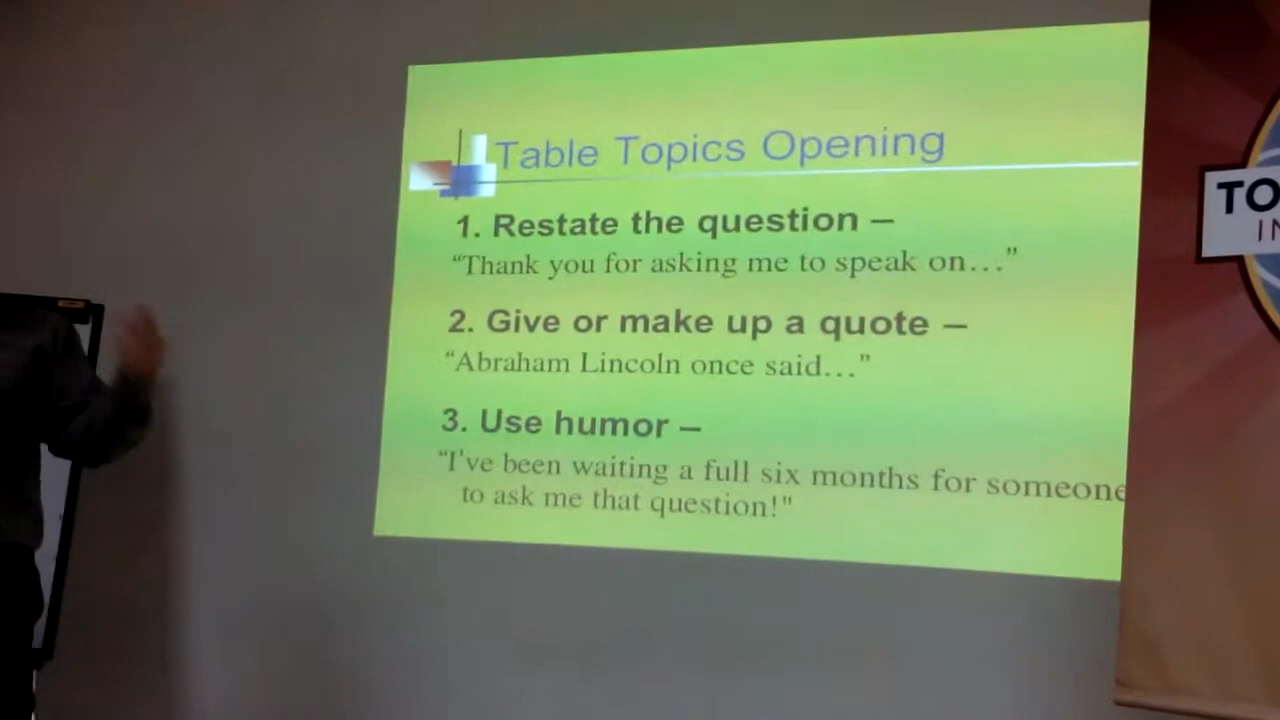 Table Topics Opening
1. Restate the question –
“Thank you for asking me to speak on…”
2. Give or make up a quote –
“Abraham Lincoln once said…”
3. Use humor –
“I've been waiting a full six months for someone
to ask me that question!"
TO
IN